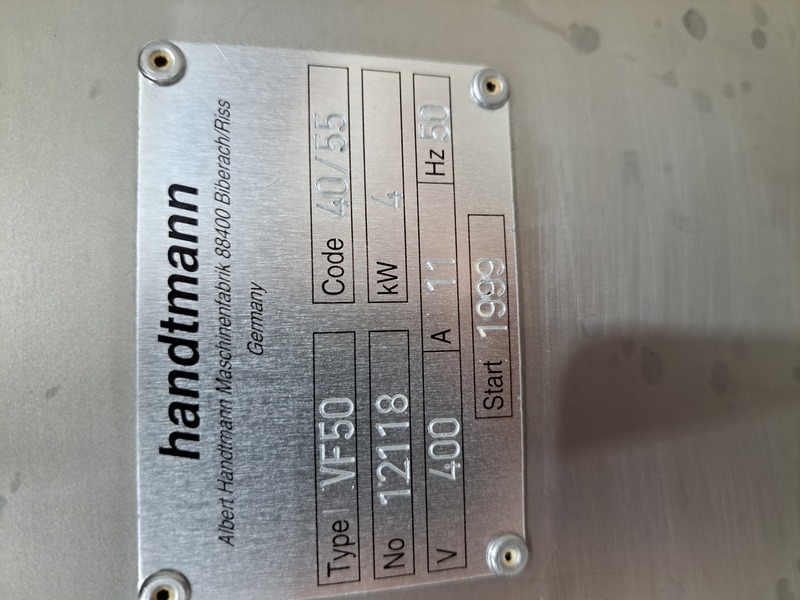 handtmann
Albert Handtmann Maschinenfabrik 88400 Biberach/Riss
Germany
Type VF50 Code 40/55
No 12118 kW 4
V 400 A 11 Hz 50
Start 1999